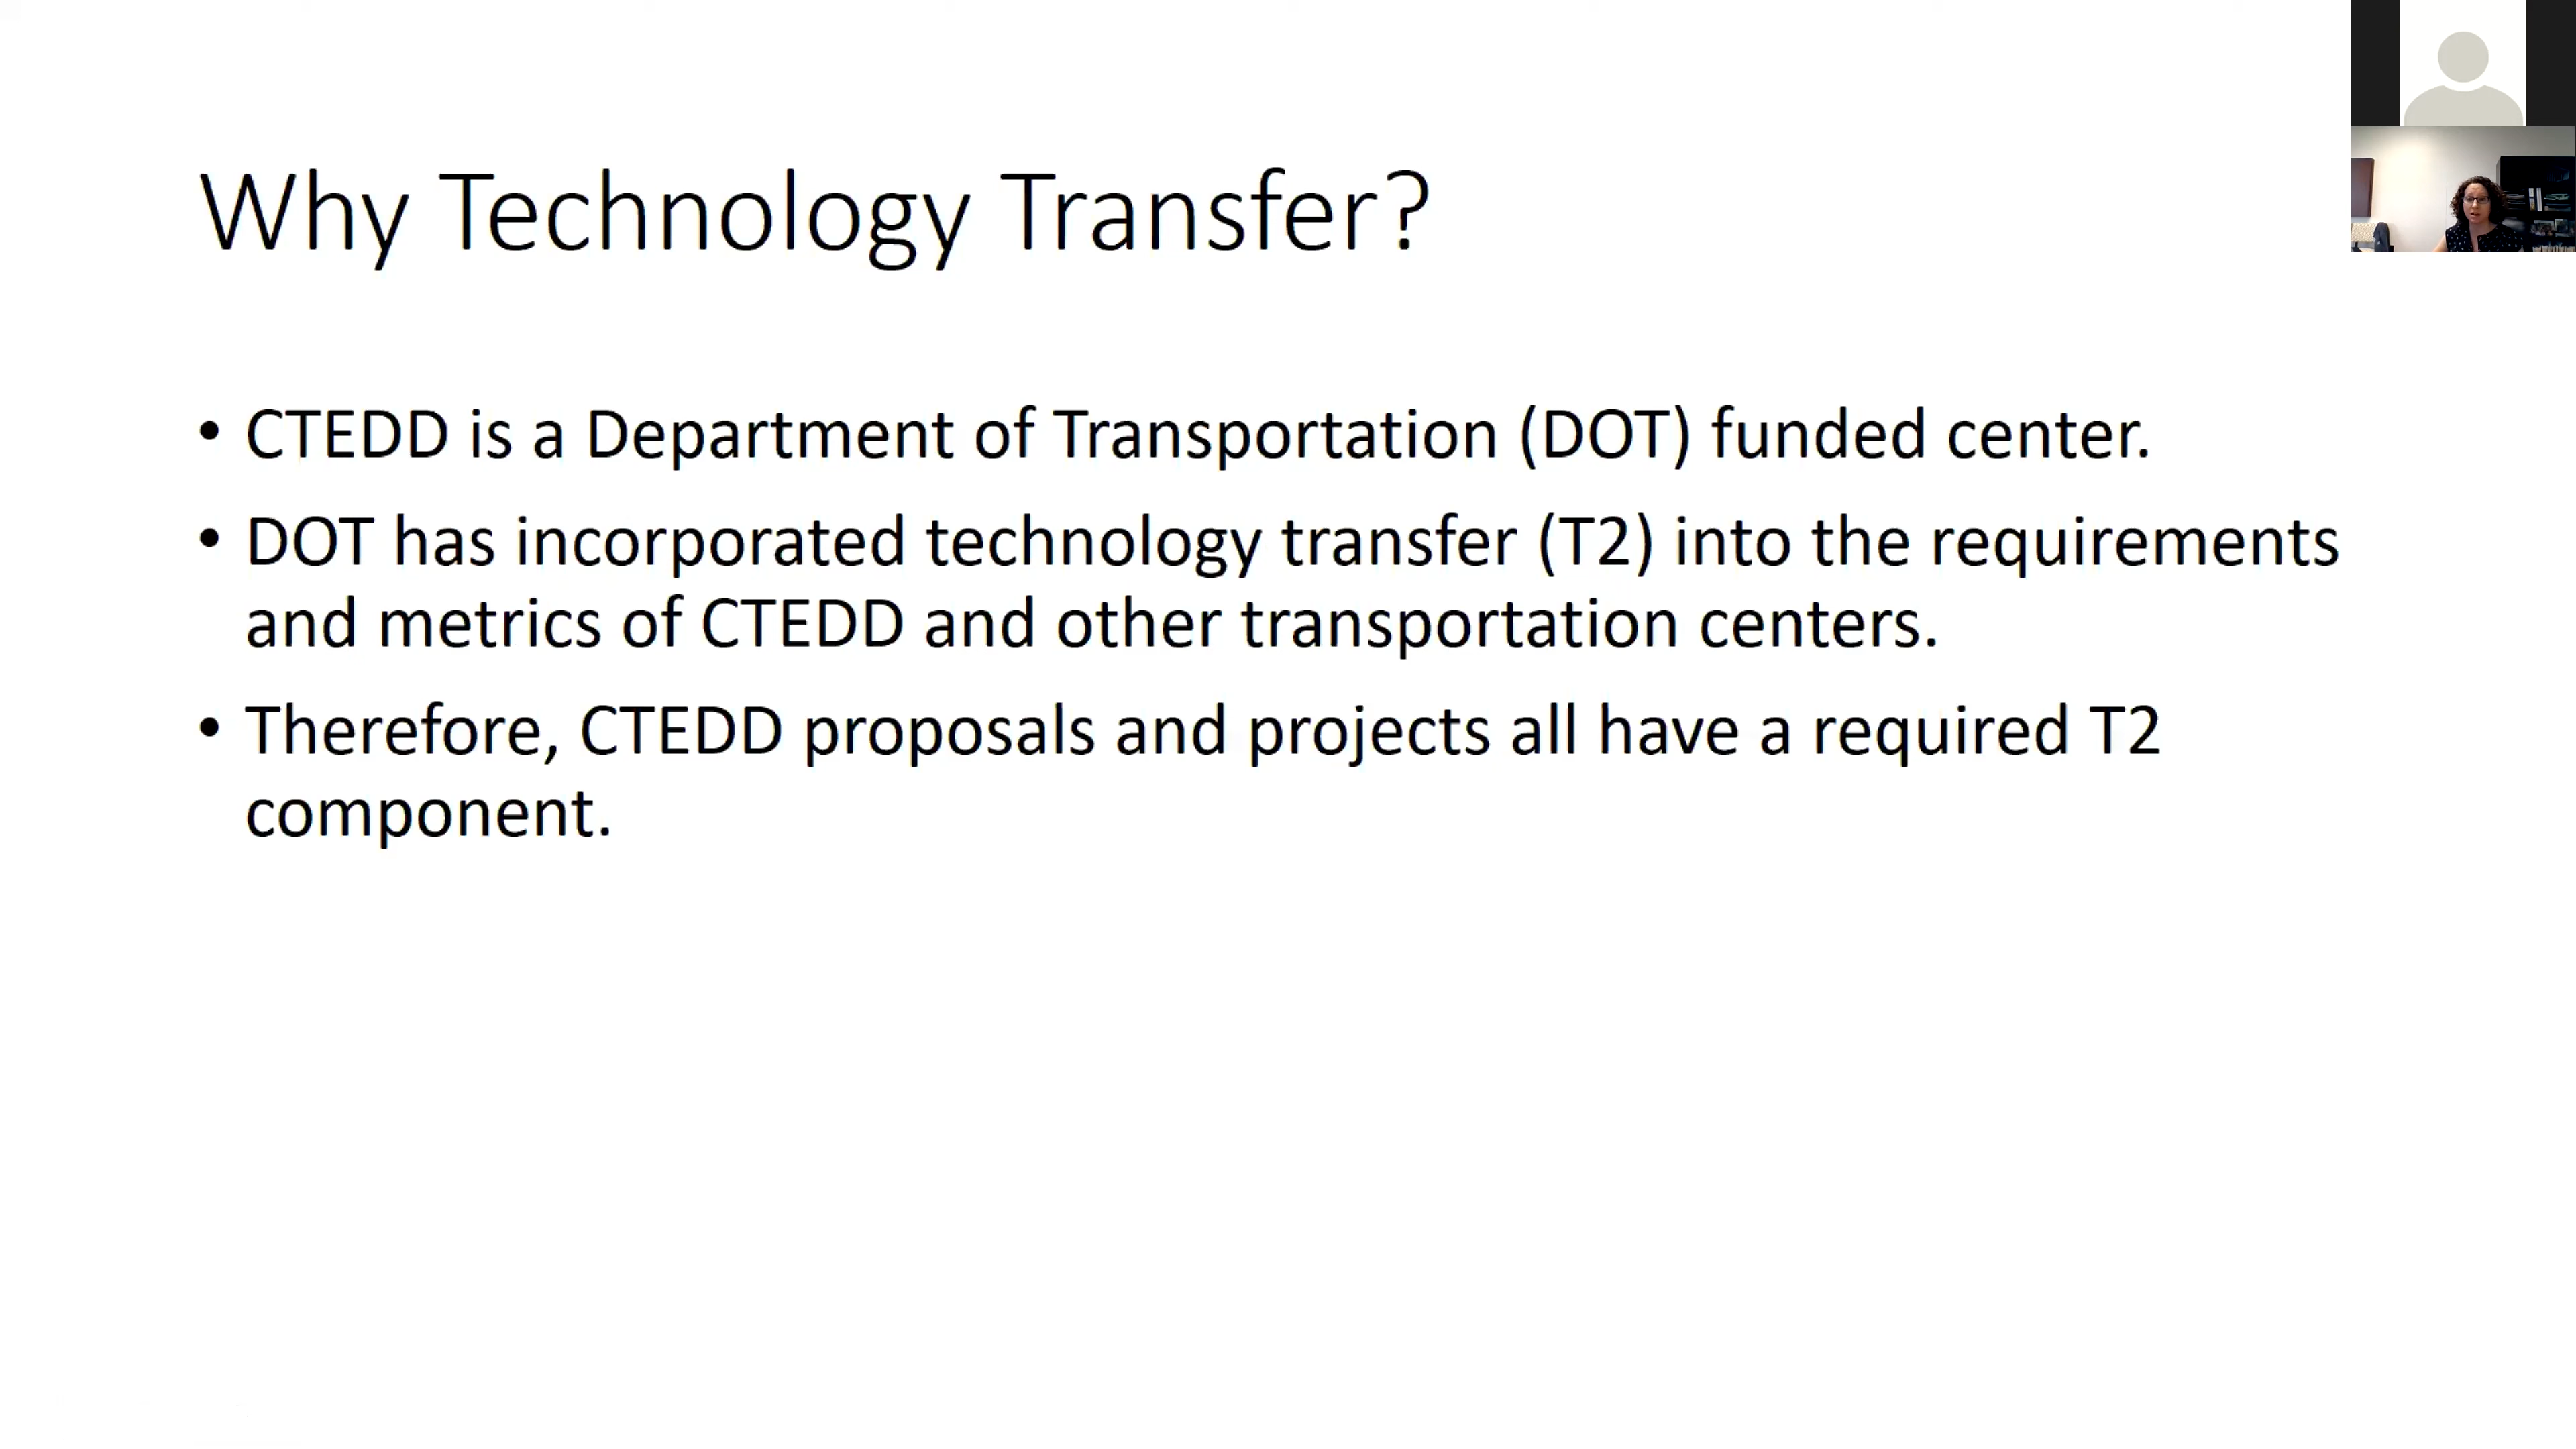 Why Technology Transfer?
• CTEDD is a Department of Transportation (DOT) funded center.
• DOT has incorporated technology transfer (T2) into the requirements
and metrics of CTEDD and other transportation centers.
• Therefore, CTEDD proposals and projects all have a required T2
component.